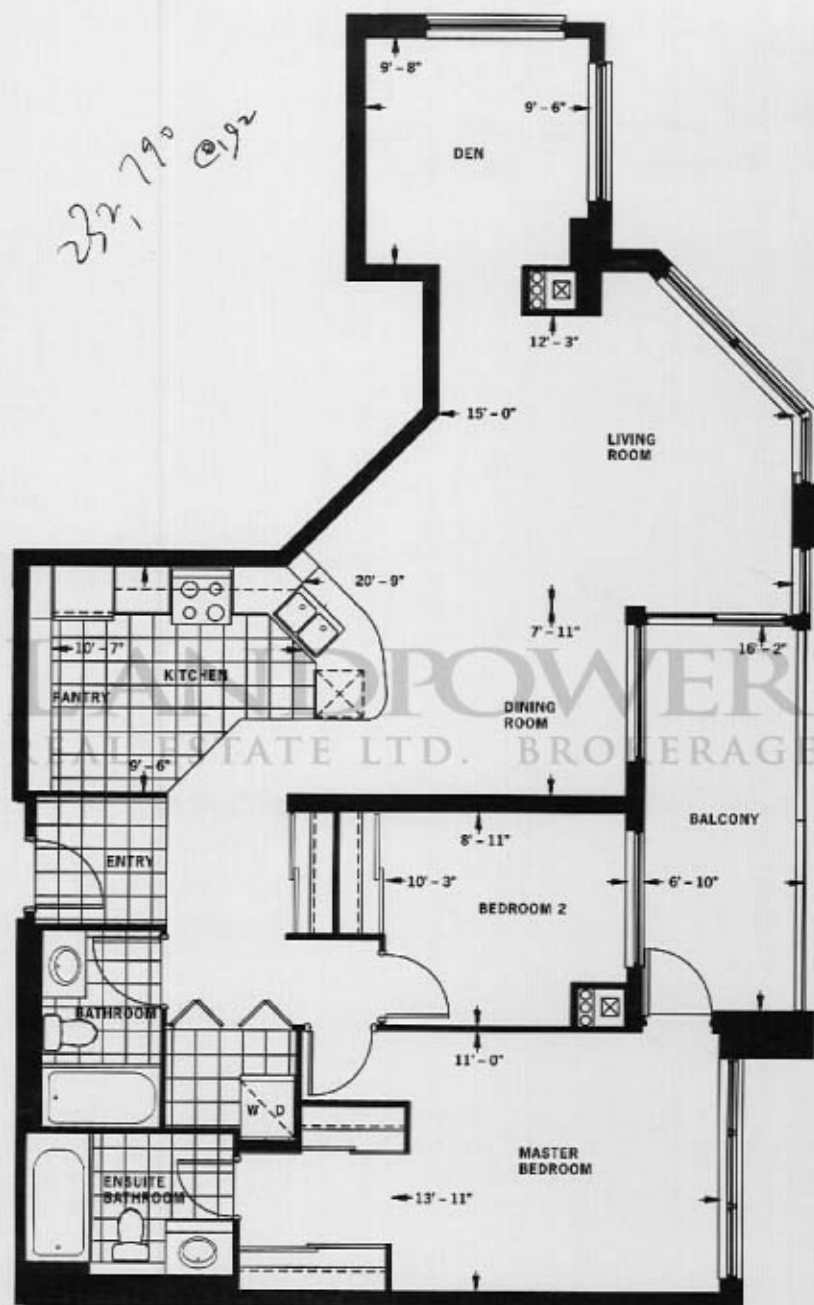 9' – 8"
9' – 6"
DEN
232,790
@192
12' – 3"
15' – 0"
LIVING
ROOM
20' – 9"
7' – 11"
16' – 2"
10' – 7"
KITCHEN
PANTRY
LANDPOWER
REAL ESTATE LTD. BROKERAGE
DINING
ROOM
9' – 6"
BALCONY
8' – 11"
ENTRY
10' – 3"
6' – 10"
BEDROOM 2
BATHROOM
11' – 0"
W D
MASTER
BEDROOM
ENSUITE
BATHROOM
13' – 11"